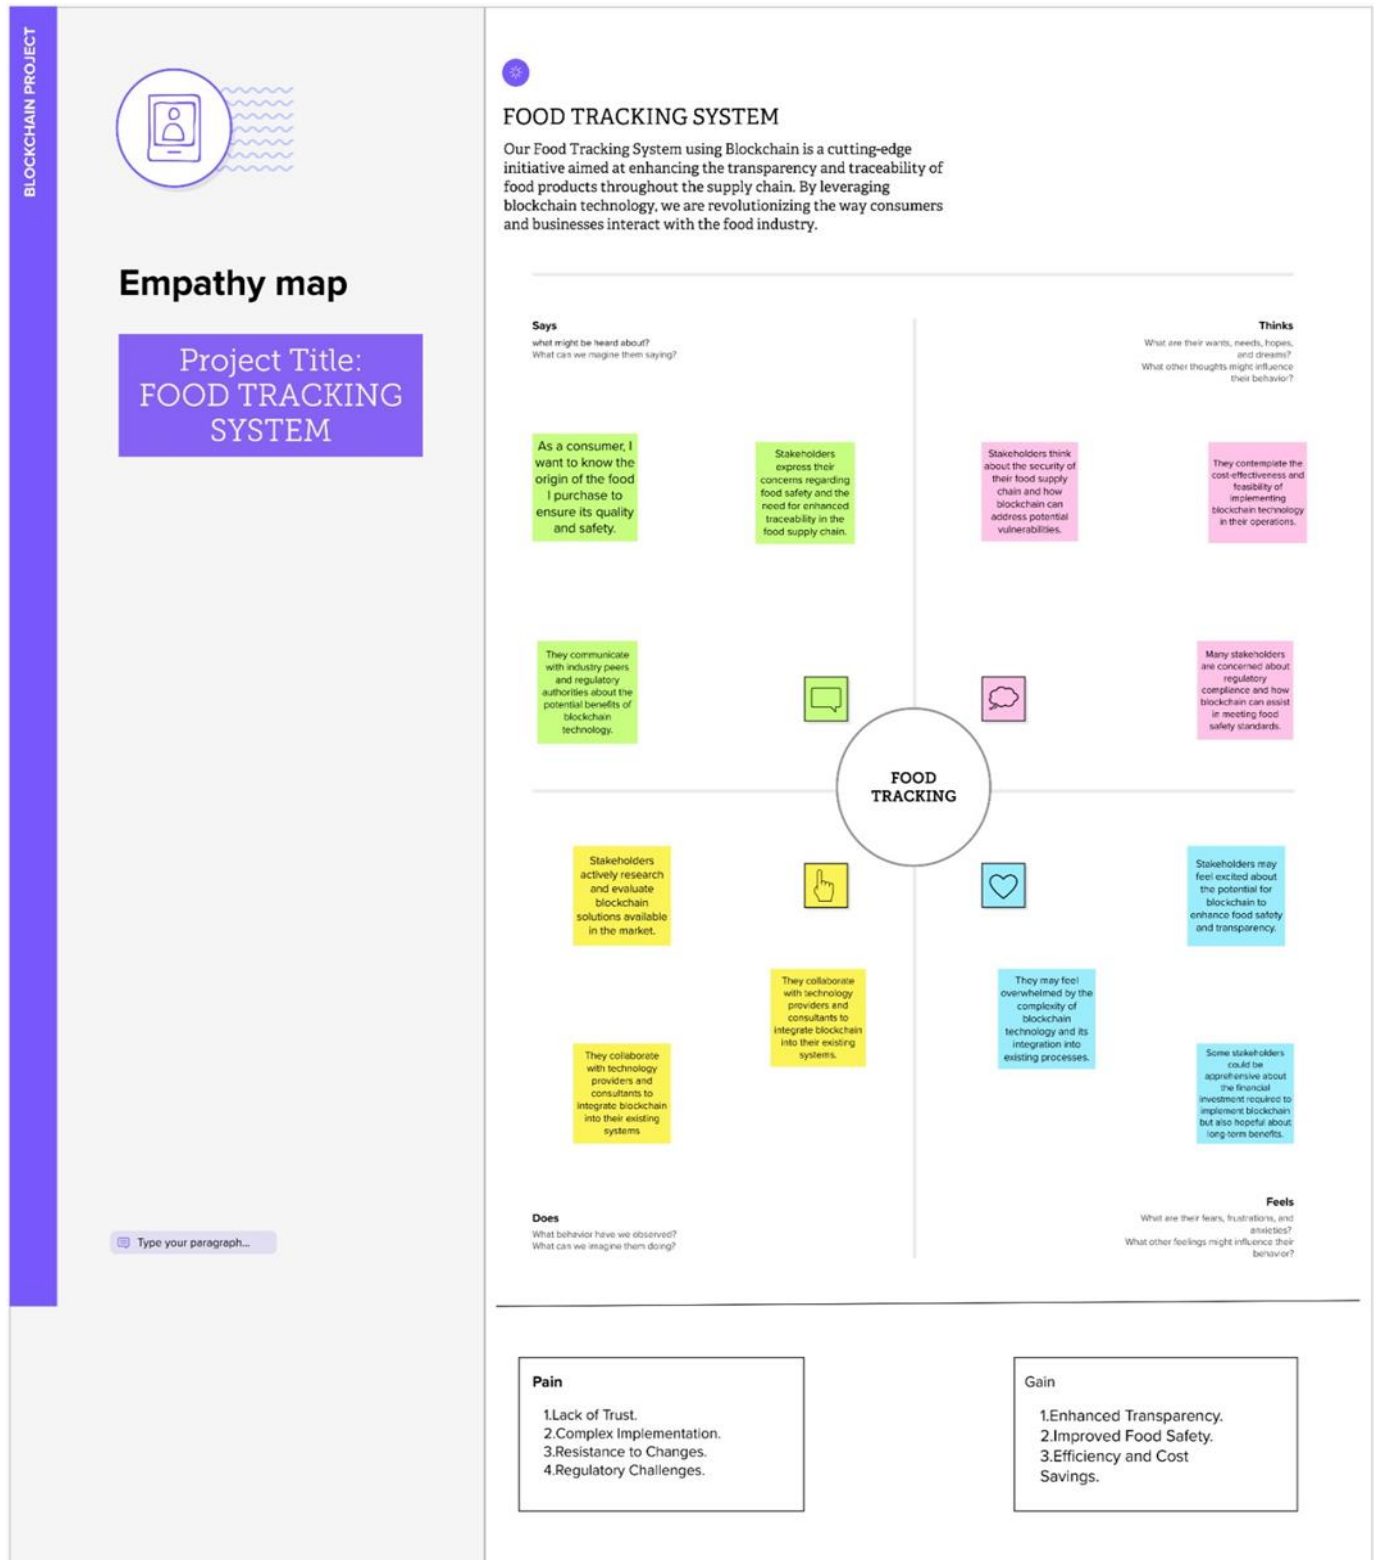 BLOCKCHAIN PROJECT
Empathy map
Project Title:
FOOD TRACKING
SYSTEM
Type your paragraph...
FOOD TRACKING SYSTEM
Our Food Tracking System using Blockchain is a cutting-edge
initiative aimed at enhancing the transparency and traceability of
food products throughout the supply chain. By leveraging
blockchain technology, we are revolutionizing the way consumers
and businesses interact with the food industry.
Says
what might be heard about?
What can we magine them saying?
Thinks
What are their wants, needs, hopes,
and dreams?
What other thoughts might influence
their behavior?
As a consumer, I
want to know the
origin of the food
I purchase to
ensure its quality
and safety.
Stakeholders
express their
concerns regarding
food safety and the
need for enhanced
traceability in the
food supply chain.
Stakeholders think
about the security of
their food supply
chain and how
blockchain can
address potential
vulnerabilities.
They contemplate the
cost-effectiveness and
feasibility of
implementing
blockchain technology
in their operations.
They communicate
with industry peers
and regulatory
authorities about the
potential benefits of
blockchain
technology.
Many stakeholders
are concerned about
regulatory
compliance and how
blockchain can assist
in meeting food
safety standards.
FOOD
TRACKING
Stakeholders
actively research
and evaluate
blockchain
solutions available
in the market.
They collaborate
with technology
providers and
consultants to
integrate blockchain
into their existing
systems.
They collaborate
with technology
providers and
consultants to
integrate blockchain
into their existing
systems
Stakeholders may
feel excited about
the potential for
blockchain to
enhance food safety
and transparency.
They may feel
overwhelmed by the
complexity of
blockchain
technology and its
integration into
existing processes.
Some stakeholders
could be
apprehensive about
the financial
investment required to
implement blockchain
but also hopeful about
long-term benefits.
Does
What behavior have we observed?
What can we imagine them doing?
Feels
What are their fears, frustrations, and
anxieties?
What other feelings might influence their
behavior?
Pain
1.Lack of Trust.
2.Complex Implementation.
3.Resistance to Changes.
4.Regulatory Challenges.
Gain
1.Enhanced Transparency.
2.Improved Food Safety.
3.Efficiency and Cost
Savings.